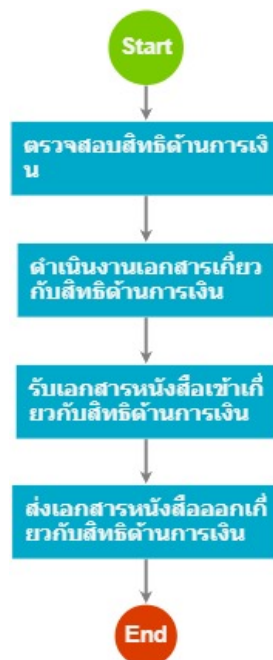 Start
ตรวจสอบสิทธิด้านการเงิ
น
ดำเนินงานเอกสารเกี่ยว
กับสิทธิด้านการเงิน
รับเอกสารหนังสือเข้าเกี่
ยวกับสิทธิด้านการเงิน
ส่งเอกสารหนังสือออกเกี่
ยวกับสิทธิด้านการเงิน
End